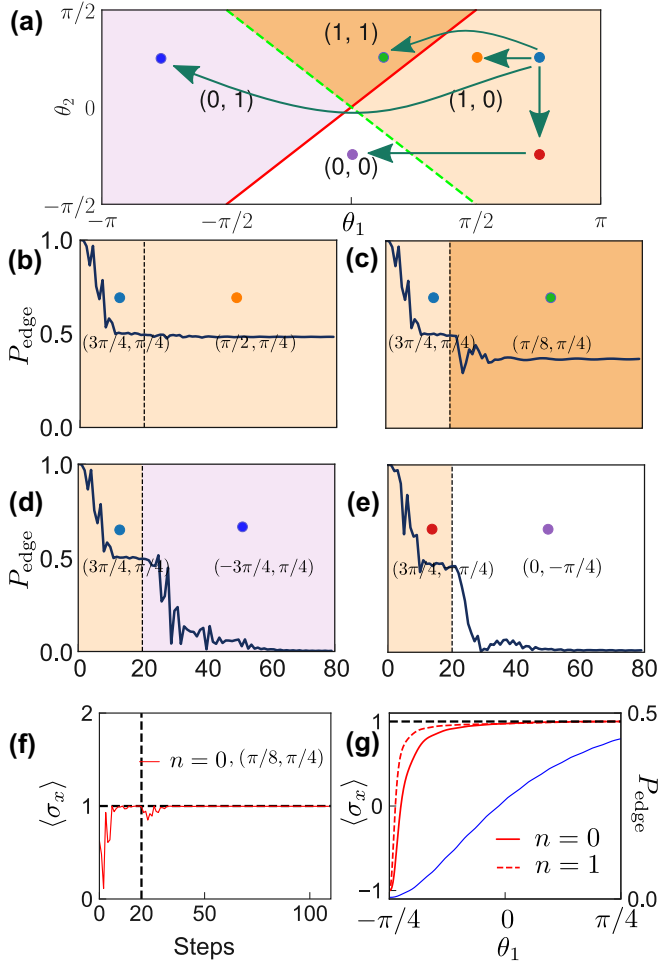 (a)
π/2
0
−π/2
θ₂
(1, 1)
(0, 1)
(1, 0)
(0, 0)
−π
−π/2
θ₁
π/2
π
(b)
1.0
0.5
0.0
P_edge
(3π/4, π/4)
(π/2, π/4)
(c)
(3π/4, π/4)
(π/8, π/4)
(d)
1.0
0.5
0.0
P_edge
(3π/4, π/4)
(−3π/4, π/4)
0 20 40 60 80
(e)
(3π/4, −π/4)
(0, −π/4)
0 20 40 60 80
(f)
2
1
0
⟨σₓ⟩
n = 0, (π/8, π/4)
0 20 50 100
Steps
(g)
1
0
−1
⟨σₓ⟩
0.5
0.0
P_edge
n = 0
n = 1
−π/4 0 π/4
θ₁